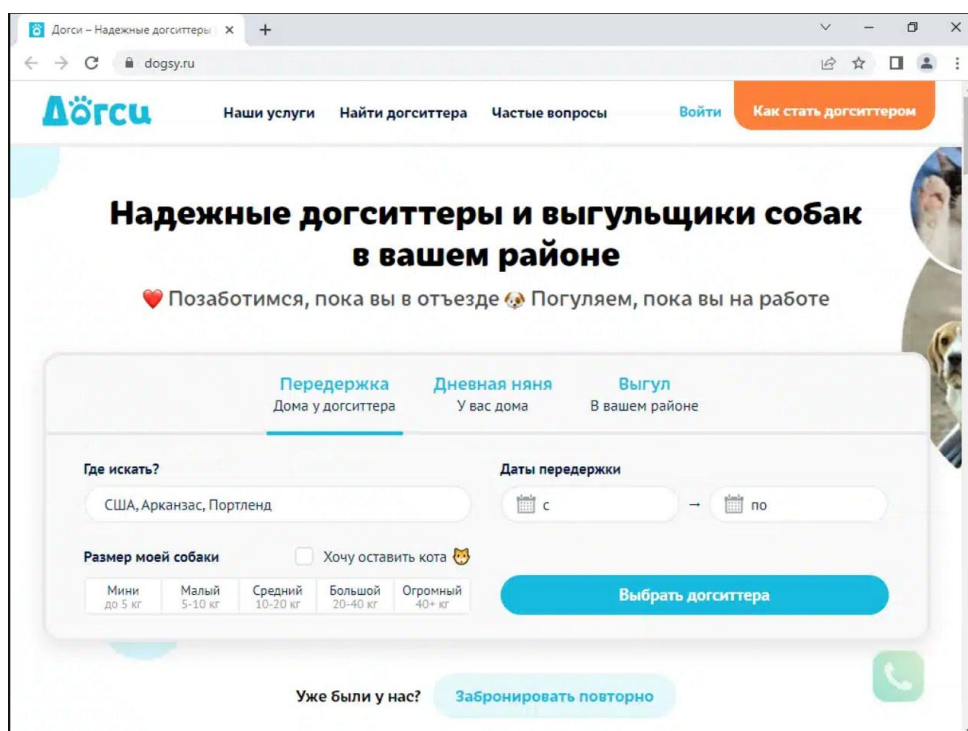 Догси – Надежные догситтеры
dogsy.ru
Дӧгси
Наши услуги
Найти догситтера
Частые вопросы
Войти
Как стать догситтером
Надежные догситтеры и выгульщики собак
в вашем районе
❤️ Позаботимся, пока вы в отъезде 🐶 Погуляем, пока вы на работе
Передержка
Дома у догситтера
Дневная няня
У вас дома
Выгул
В вашем районе
Где искать?
США, Арканзас, Портленд
Даты передержки
с → по
Размер моей собаки
Хочу оставить кота 🐱
Мини
до 5 кг
Малый
5-10 кг
Средний
10-20 кг
Большой
20-40 кг
Огромный
40+ кг
Выбрать догситтера
Уже были у нас?
Забронировать повторно